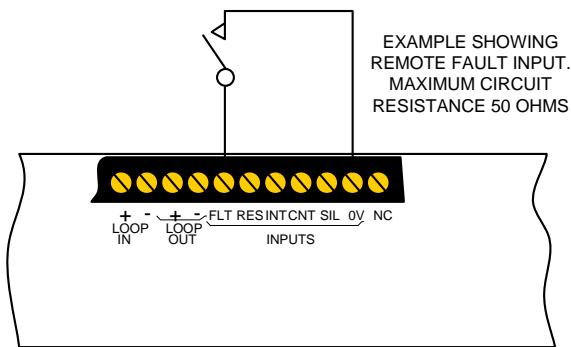 EXAMPLE SHOWING
REMOTE FAULT INPUT.
MAXIMUM CIRCUIT
RESISTANCE 50 OHMS
+ - + - FLT RES INT CNT SIL 0V NC
LOOP IN
LOOP OUT
INPUTS